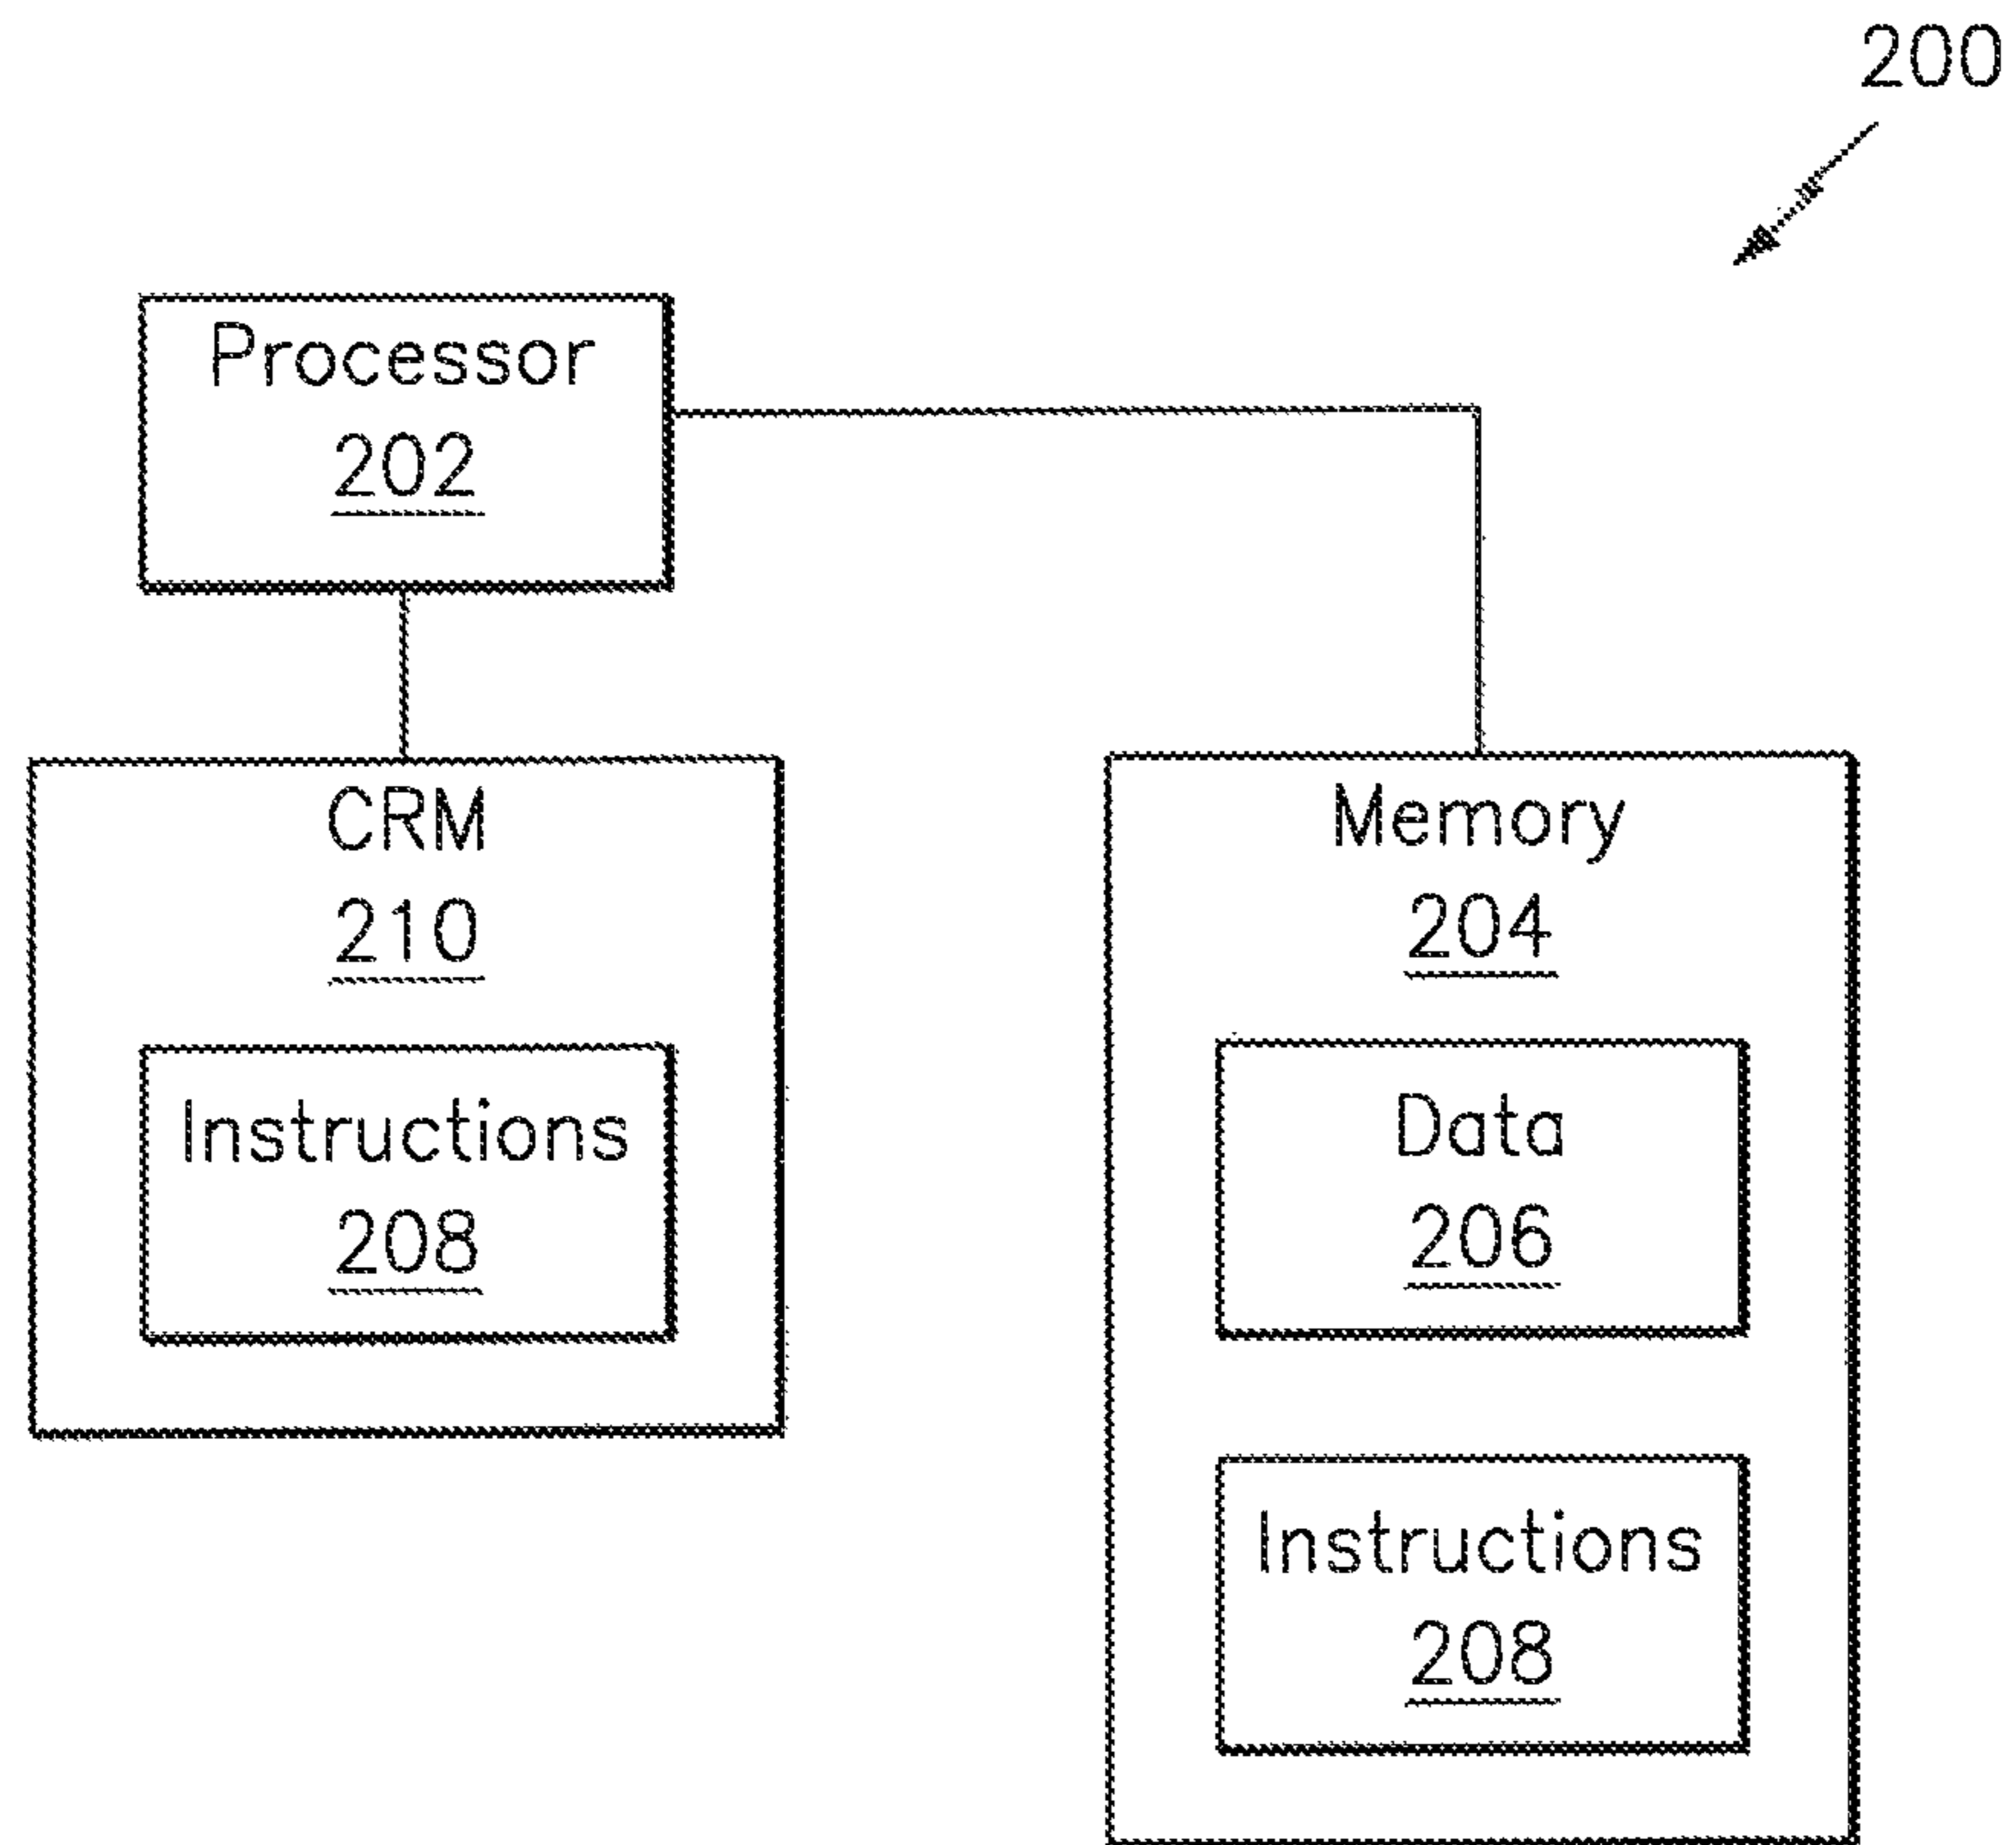 200
Processor
202
CRM
210
Instructions
208
Memory
204
Data
206
Instructions
208